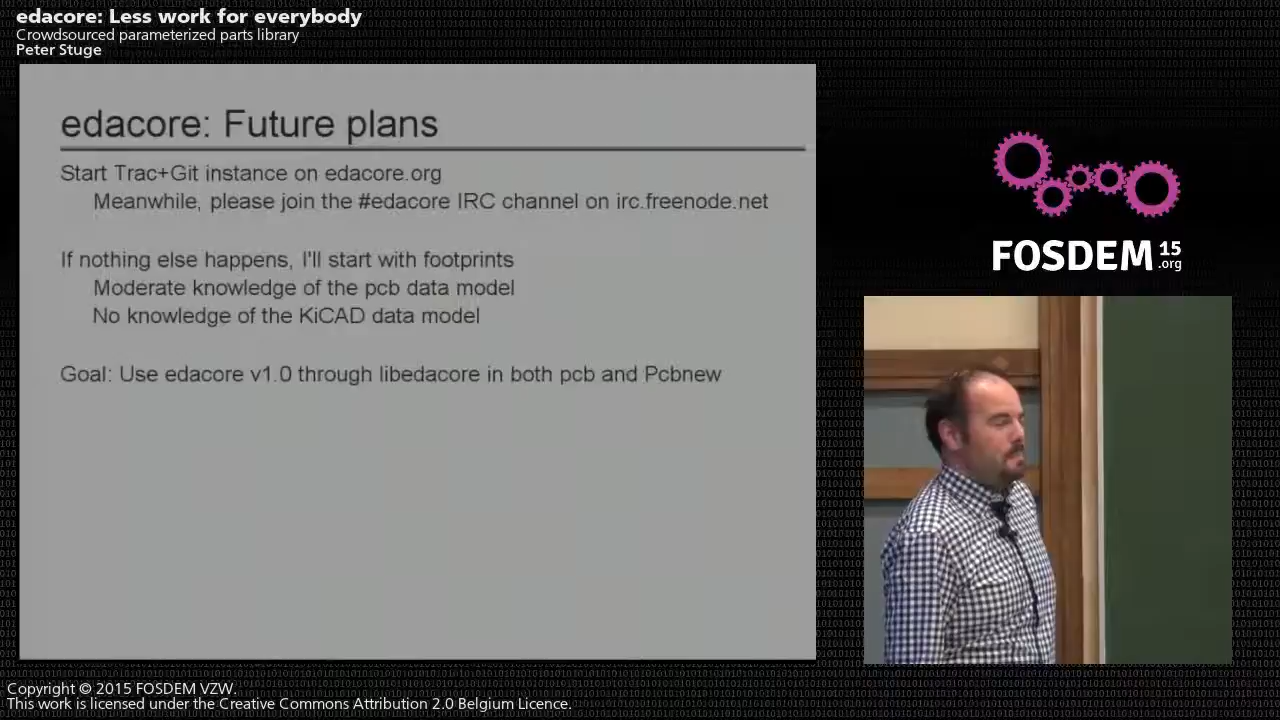 edacore: Less work for everybody
Crowdsourced parameterized parts library
Peter Stuge
edacore: Future plans
Start Trac+Git instance on edacore.org
Meanwhile, please join the #edacore IRC channel on irc.freenode.net
If nothing else happens, I'll start with footprints
Moderate knowledge of the pcb data model
No knowledge of the KiCAD data model
Goal: Use edacore v1.0 through libedacore in both pcb and Pcbnew
FOSDEM 15
.org
Copyright © 2015 FOSDEM VZW.
This work is licensed under the Creative Commons Attribution 2.0 Belgium Licence.